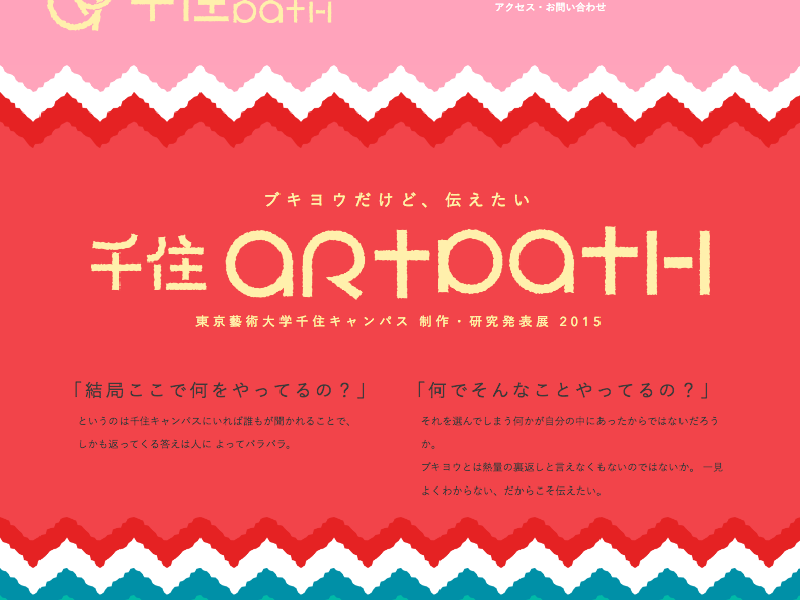 千住path
アクセス・お問い合わせ
ブキヨウだけど、伝えたい
千住 aRtpath
東京藝術大学千住キャンパス 制作・研究発表展 2015
「結局ここで何をやってるの？」
というのは千住キャンパスにいれば誰もが聞かれることで、
しかも返ってくる答えは人に よってバラバラ。
「何でそんなことやってるの？」
それを選んでしまう何かが自分の中にあったからではないだろう
か。
ブキヨウとは熱量の裏返しと言えなくもないのではないか。 一見
よくわからない、だからこそ伝えたい。